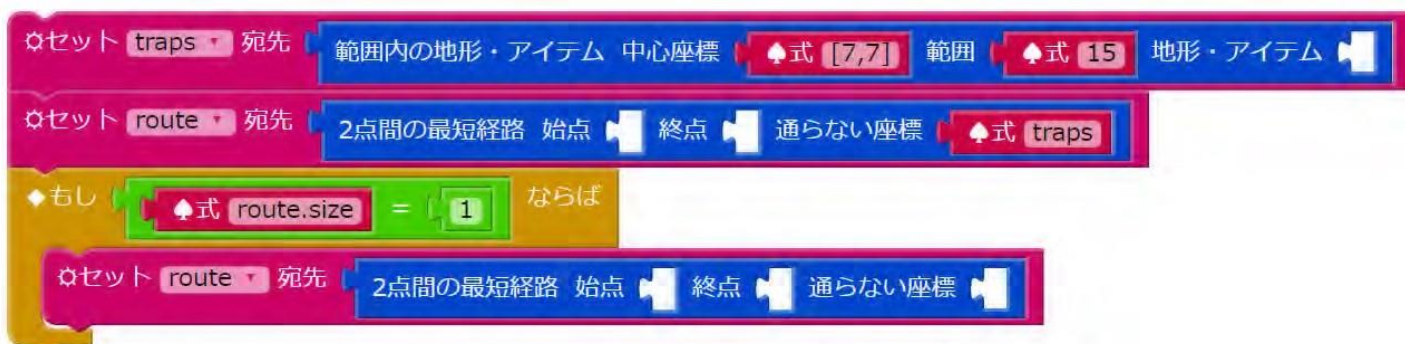 ✿セット traps ▼ 宛先 範囲内の地形・アイテム 中心座標 ♠式 [7,7] 範囲 ♠式 15 地形・アイテム
✿セット route ▼ 宛先 2点間の最短経路 始点 終点 通らない座標 ♠式 traps
◆もし ♠式 route.size = 1 ならば
✿セット route ▼ 宛先 2点間の最短経路 始点 終点 通らない座標